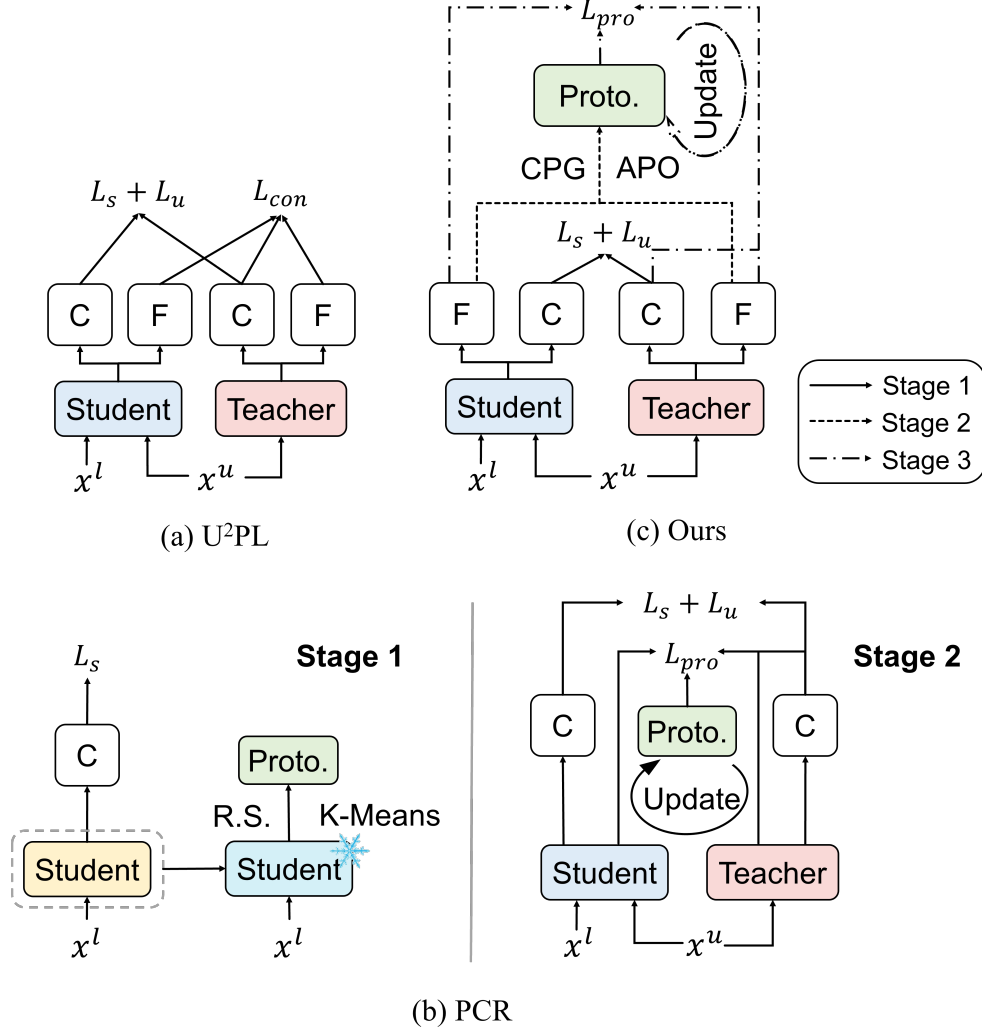 L_pro
Proto.
Update
CPG APO
L_s + L_u
L_con
L_s + L_u
C F C F
F C C F
Student Teacher
Student Teacher
x^l x^u
x^l x^u
Stage 1
Stage 2
Stage 3
(a) U²PL
(c) Ours
L_s
Stage 1
C
Proto.
R.S. K-Means
Student Student
x^l x^l
L_s + L_u
L_pro
Stage 2
C Proto. C
Update
Student Teacher
x^l x^u
(b) PCR